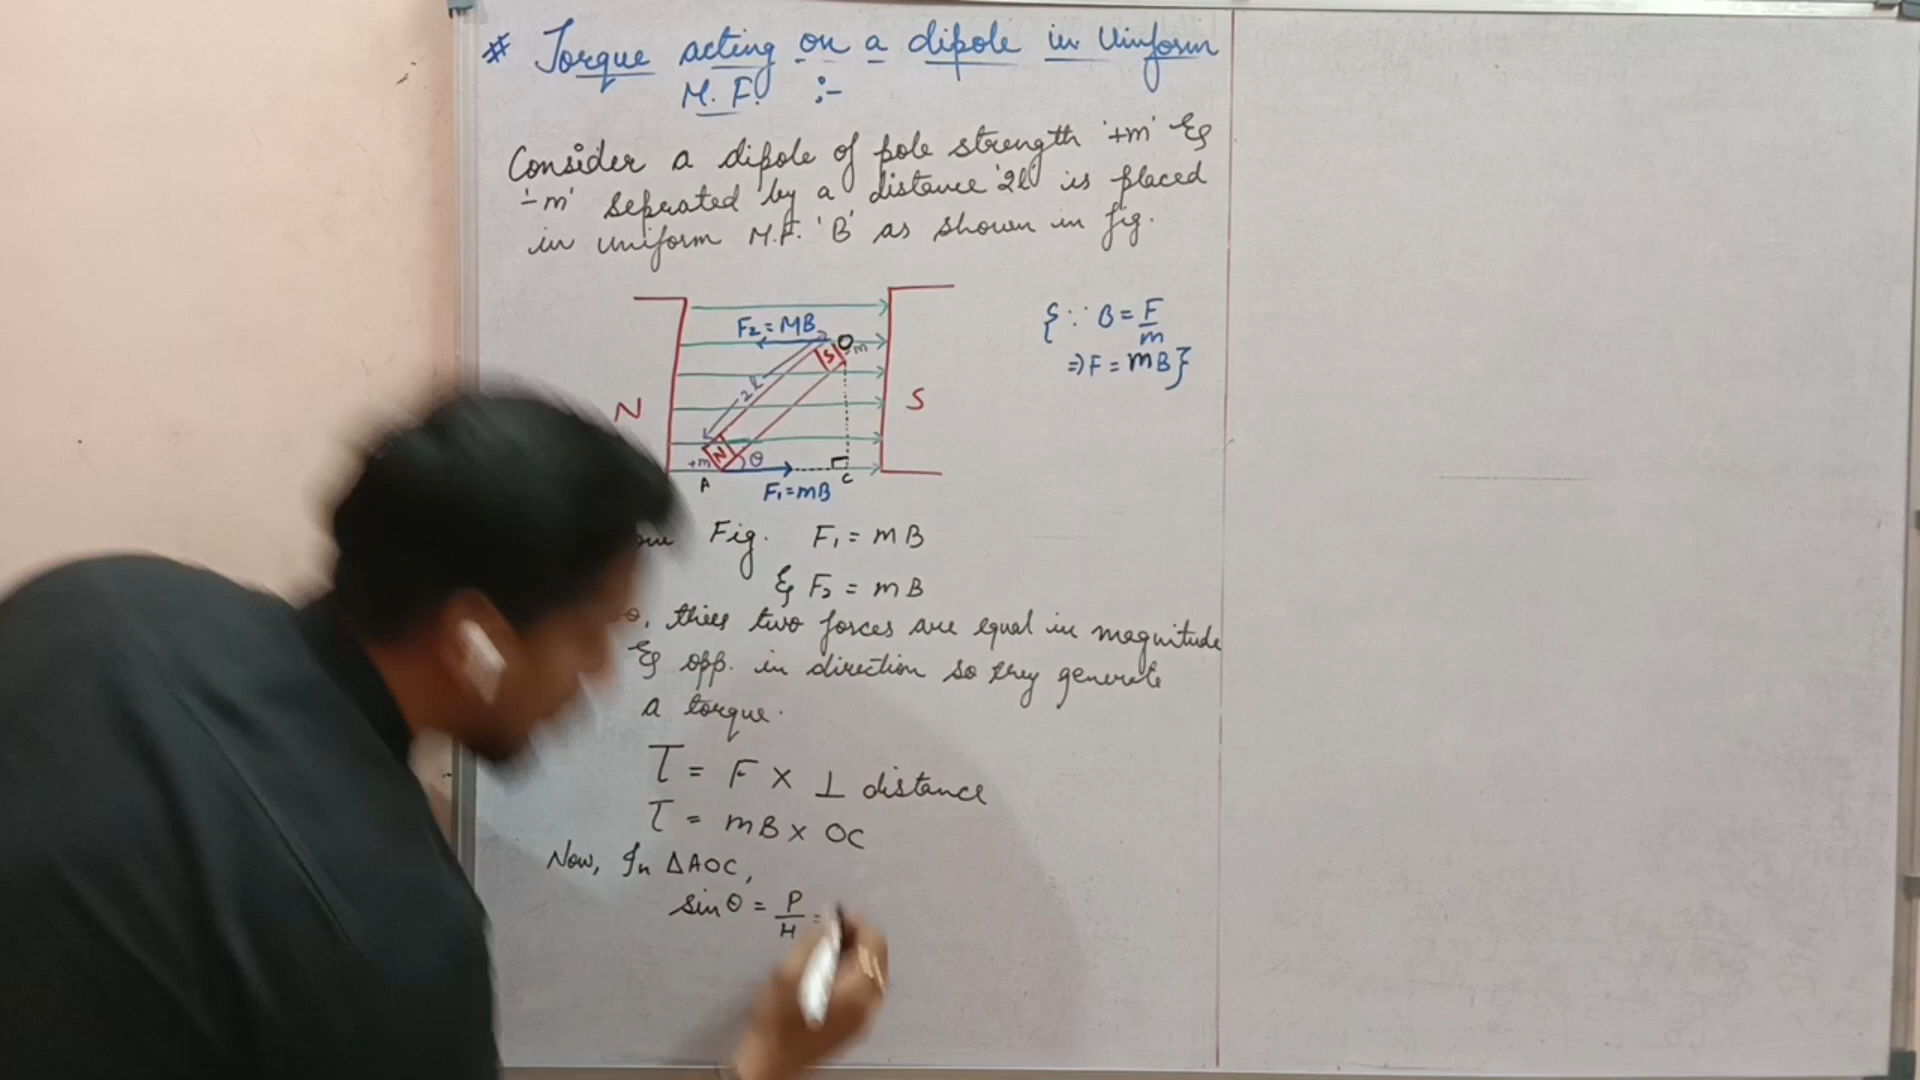 # Torque acting on a dipole in Uniform
M.F. :-
Consider a dipole of pole strength '+m' &
'-m' seprated by a distance '2l' is placed
in uniform M.F. 'B' as shown in fig.
F₂ = MB
O
S
-m
2l
N
S
+m
N
θ
A
C
F₁ = mB
{∵ B = F/m
⇒ F = mB}
Fig. F₁ = mB
& F₂ = mB
two forces are equal in magnitude
& opp. in direction so they generate
a torque.
τ = F × ⊥ distance
τ = mB × OC
Now, In ΔAOC,
sin θ = P/H =